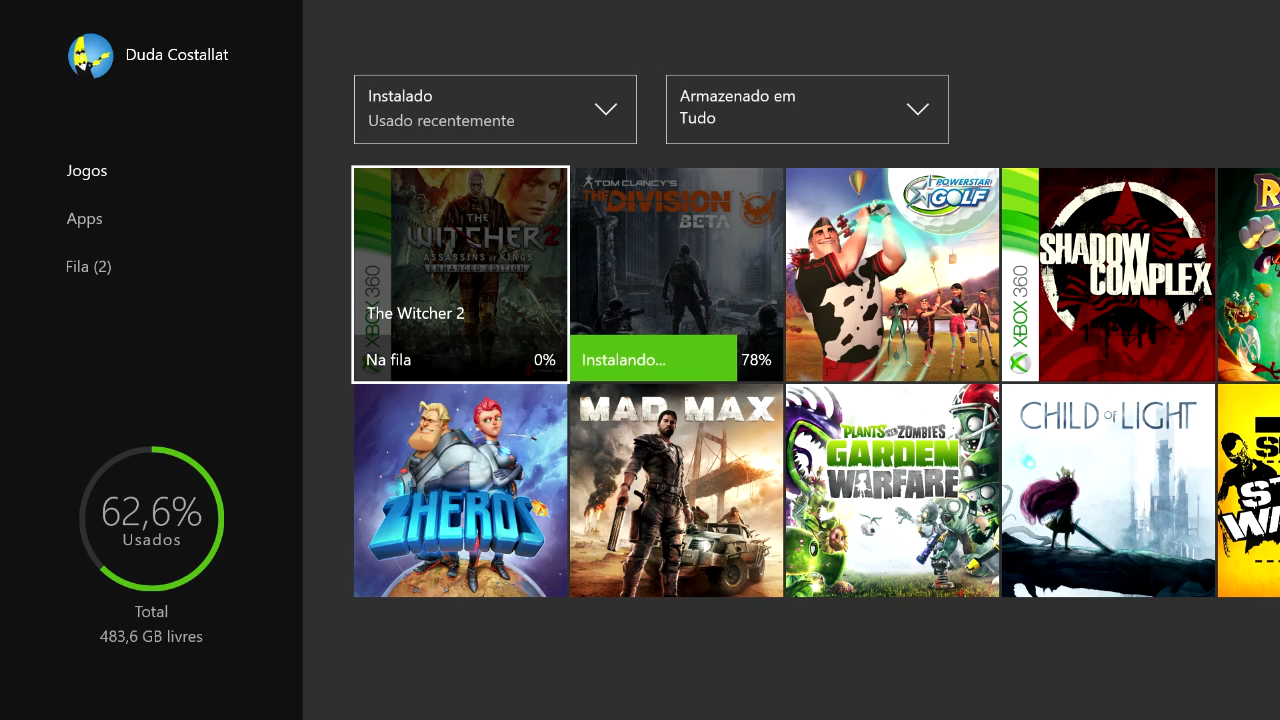 Duda Costallat
Jogos
Apps
Fila (2)
62,6%
Usados
Total
483,6 GB livres
Instalado
Usado recentemente
Armazenado em
Tudo
XBOX 360
THE
WITCHER 2
ASSASSINS OF KINGS
ENHANCED EDITION
The Witcher 2
Na fila
0%
TOM CLANCY'S
THE DIVISION
BETA
Instalando...
78%
POWERSTAR
GOLF
XBOX 360
SHADOW
COMPLEX
ZHEROS
MAD MAX
PLANTS VS ZOMBIES
GARDEN
WARFARE
CHILD OF LIGHT